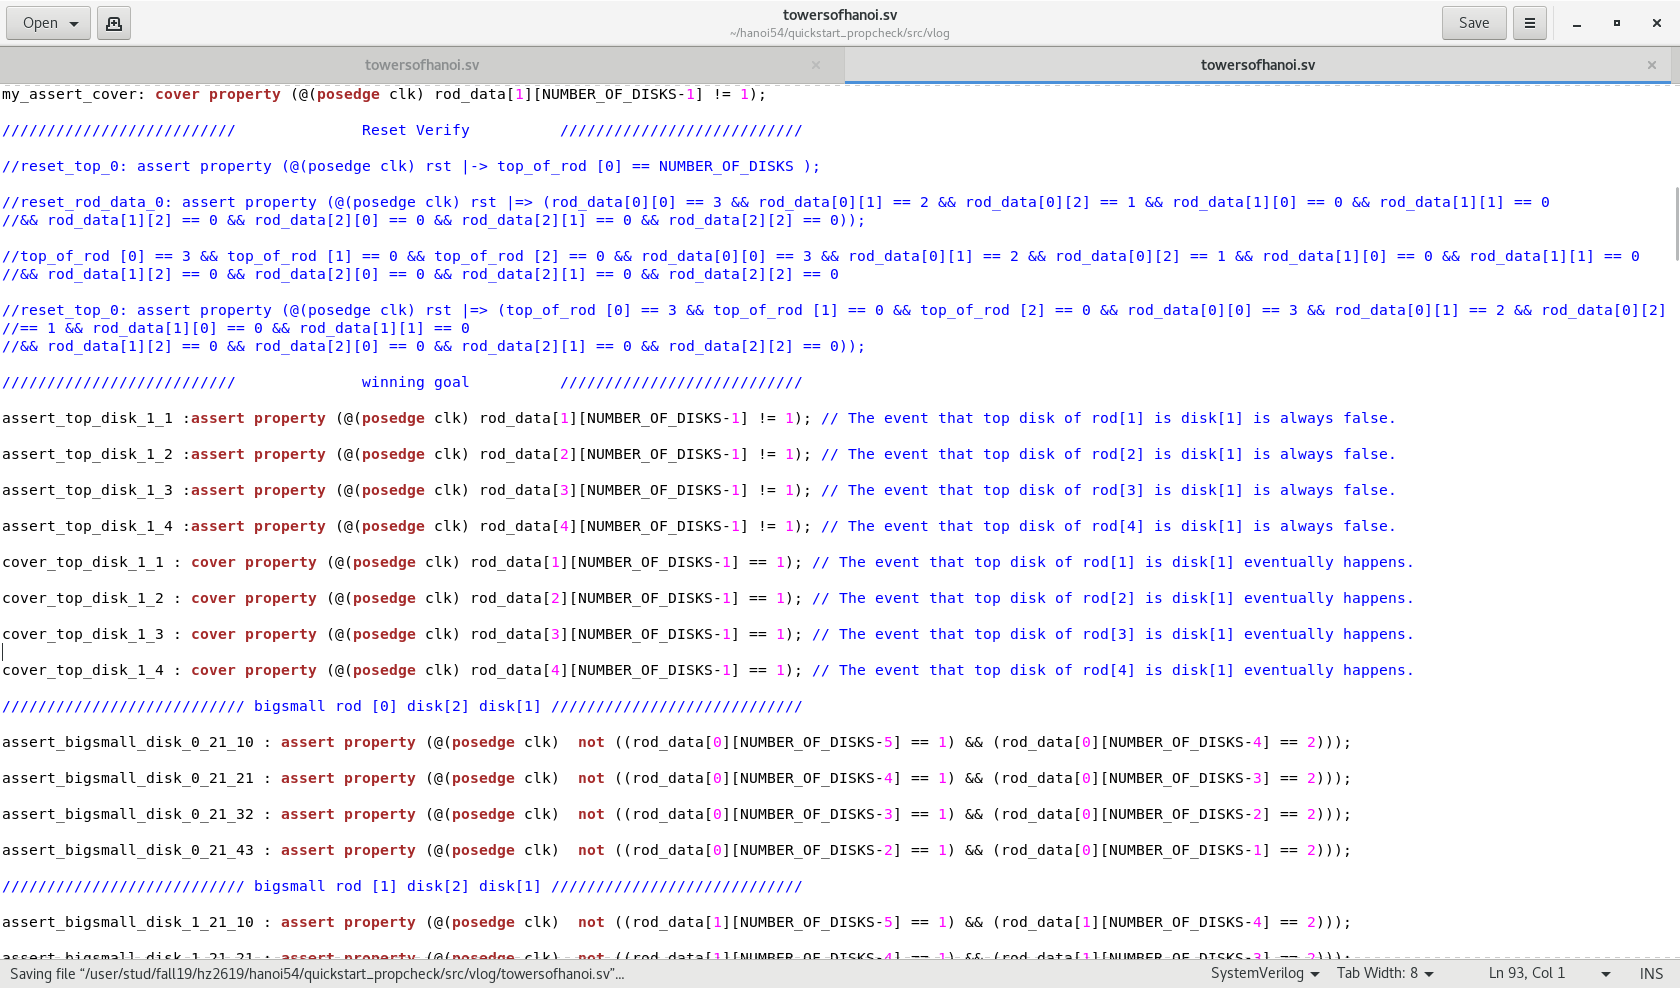 Open
towersofhanoi.sv
~/hanoi54/quickstart_propcheck/src/vlog
Save
towersofhanoi.sv
towersofhanoi.sv
my_assert_cover: cover property (@(posedge clk) rod_data[1][NUMBER_OF_DISKS-1] != 1);
////////////////////////// Reset Verify ///////////////////////////
//reset_top_0: assert property (@(posedge clk) rst |-> top_of_rod [0] == NUMBER_OF_DISKS );
//reset_rod_data_0: assert property (@(posedge clk) rst |=> (rod_data[0][0] == 3 && rod_data[0][1] == 2 && rod_data[0][2] == 1 && rod_data[1][0] == 0 && rod_data[1][1] == 0
//&& rod_data[1][2] == 0 && rod_data[2][0] == 0 && rod_data[2][1] == 0 && rod_data[2][2] == 0));
//top_of_rod [0] == 3 && top_of_rod [1] == 0 && top_of_rod [2] == 0 && rod_data[0][0] == 3 && rod_data[0][1] == 2 && rod_data[0][2] == 1 && rod_data[1][0] == 0 && rod_data[1][1] == 0
//&& rod_data[1][2] == 0 && rod_data[2][0] == 0 && rod_data[2][1] == 0 && rod_data[2][2] == 0
//reset_top_0: assert property (@(posedge clk) rst |=> (top_of_rod [0] == 3 && top_of_rod [1] == 0 && top_of_rod [2] == 0 && rod_data[0][0] == 3 && rod_data[0][1] == 2 && rod_data[0][2]
//== 1 && rod_data[1][0] == 0 && rod_data[1][1] == 0
//&& rod_data[1][2] == 0 && rod_data[2][0] == 0 && rod_data[2][1] == 0 && rod_data[2][2] == 0));
////////////////////////// winning goal ///////////////////////////
assert_top_disk_1_1 :assert property (@(posedge clk) rod_data[1][NUMBER_OF_DISKS-1] != 1); // The event that top disk of rod[1] is disk[1] is always false.
assert_top_disk_1_2 :assert property (@(posedge clk) rod_data[2][NUMBER_OF_DISKS-1] != 1); // The event that top disk of rod[2] is disk[1] is always false.
assert_top_disk_1_3 :assert property (@(posedge clk) rod_data[3][NUMBER_OF_DISKS-1] != 1); // The event that top disk of rod[3] is disk[1] is always false.
assert_top_disk_1_4 :assert property (@(posedge clk) rod_data[4][NUMBER_OF_DISKS-1] != 1); // The event that top disk of rod[4] is disk[1] is always false.
cover_top_disk_1_1 : cover property (@(posedge clk) rod_data[1][NUMBER_OF_DISKS-1] == 1); // The event that top disk of rod[1] is disk[1] eventually happens.
cover_top_disk_1_2 : cover property (@(posedge clk) rod_data[2][NUMBER_OF_DISKS-1] == 1); // The event that top disk of rod[2] is disk[1] eventually happens.
cover_top_disk_1_3 : cover property (@(posedge clk) rod_data[3][NUMBER_OF_DISKS-1] == 1); // The event that top disk of rod[3] is disk[1] eventually happens.
cover_top_disk_1_4 : cover property (@(posedge clk) rod_data[4][NUMBER_OF_DISKS-1] == 1); // The event that top disk of rod[4] is disk[1] eventually happens.
/////////////////////////// bigsmall rod [0] disk[2] disk[1] ////////////////////////////
assert_bigsmall_disk_0_21_10 : assert property (@(posedge clk)  not ((rod_data[0][NUMBER_OF_DISKS-5] == 1) && (rod_data[0][NUMBER_OF_DISKS-4] == 2)));
assert_bigsmall_disk_0_21_21 : assert property (@(posedge clk)  not ((rod_data[0][NUMBER_OF_DISKS-4] == 1) && (rod_data[0][NUMBER_OF_DISKS-3] == 2)));
assert_bigsmall_disk_0_21_32 : assert property (@(posedge clk)  not ((rod_data[0][NUMBER_OF_DISKS-3] == 1) && (rod_data[0][NUMBER_OF_DISKS-2] == 2)));
assert_bigsmall_disk_0_21_43 : assert property (@(posedge clk)  not ((rod_data[0][NUMBER_OF_DISKS-2] == 1) && (rod_data[0][NUMBER_OF_DISKS-1] == 2)));
/////////////////////////// bigsmall rod [1] disk[2] disk[1] ////////////////////////////
assert_bigsmall_disk_1_21_10 : assert property (@(posedge clk)  not ((rod_data[1][NUMBER_OF_DISKS-5] == 1) && (rod_data[1][NUMBER_OF_DISKS-4] == 2)));
assert_bigsmall_disk_1_21_21 : assert property (@(posedge clk)  not ((rod_data[1][NUMBER_OF_DISKS-4] == 1) && (rod_data[1][NUMBER_OF_DISKS-3] == 2)));
Saving file “/user/stud/fall19/hz2619/hanoi54/quickstart_propcheck/src/vlog/towersofhanoi.sv”...
SystemVerilog
Tab Width: 8
Ln 93, Col 1
INS